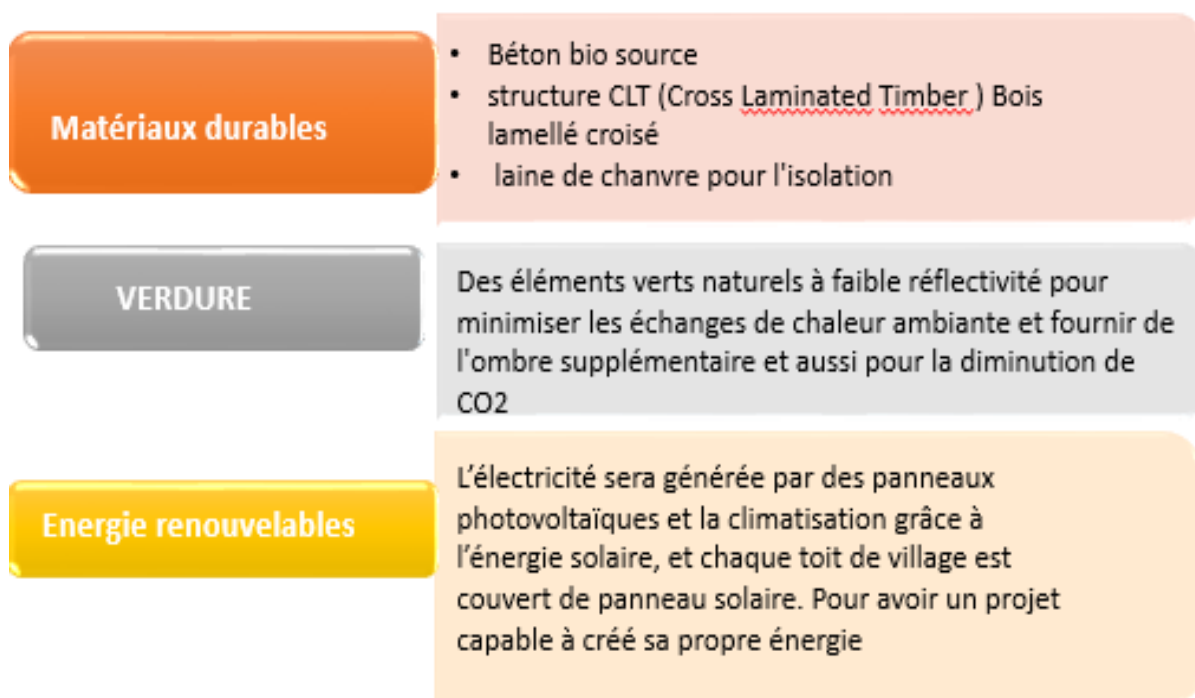 Matériaux durables
• Béton bio source
• structure CLT (Cross Laminated Timber ) Bois
lamellé croisé
• laine de chanvre pour l'isolation
VERDURE
Des éléments verts naturels à faible réflectivité pour
minimiser les échanges de chaleur ambiante et fournir de
l'ombre supplémentaire et aussi pour la diminution de
CO2
Energie renouvelables
L’électricité sera générée par des panneaux
photovoltaïques et la climatisation grâce à
l’énergie solaire, et chaque toit de village est
couvert de panneau solaire. Pour avoir un projet
capable à créé sa propre énergie